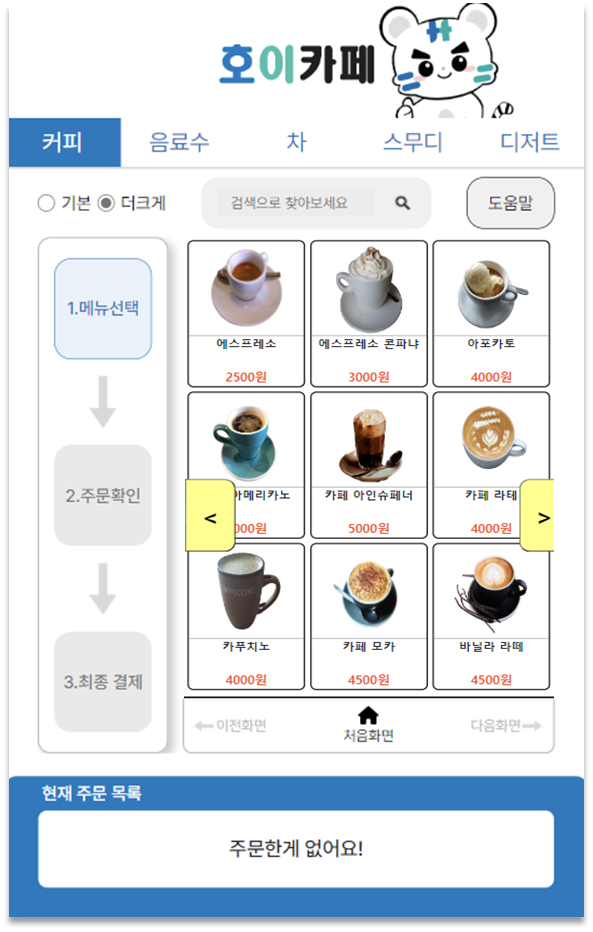 호이카페
커피 음료수 차 스무디 디저트
기본 더크게 검색으로 찾아보세요 도움말
1.메뉴선택
2.주문확인
3.최종 결제
에스프레소 에스프레소 콘파냐 아포카토
2500원 3000원 4000원
아메리카노 카페 아인슈페너 카페 라테
000원 5000원 4000원
< >
카푸치노 카페 모카 바닐라 라떼
4000원 4500원 4500원
이전화면 처음화면 다음화면
현재 주문 목록
주문한게 없어요!